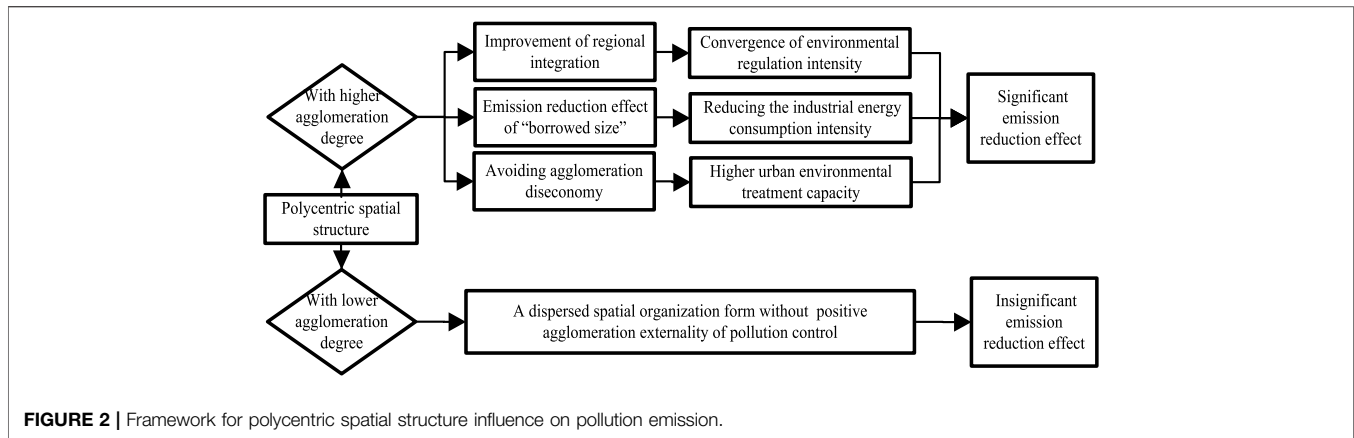 Improvement of regional
integration
Convergence of environmental
regulation intensity
With higher
agglomeration
degree
Emission reduction effect
of “borrowed size”
Reducing the industrial energy
consumption intensity
Significant
emission
reduction effect
Avoiding agglomeration
diseconomy
Higher urban environmental
treatment capacity
Polycentric spatial
structure
With lower
agglomeration
degree
A dispersed spatial organization form without positive
agglomeration externality of pollution control
Insignificant
emission
reduction effect
FIGURE 2 | Framework for polycentric spatial structure influence on pollution emission.